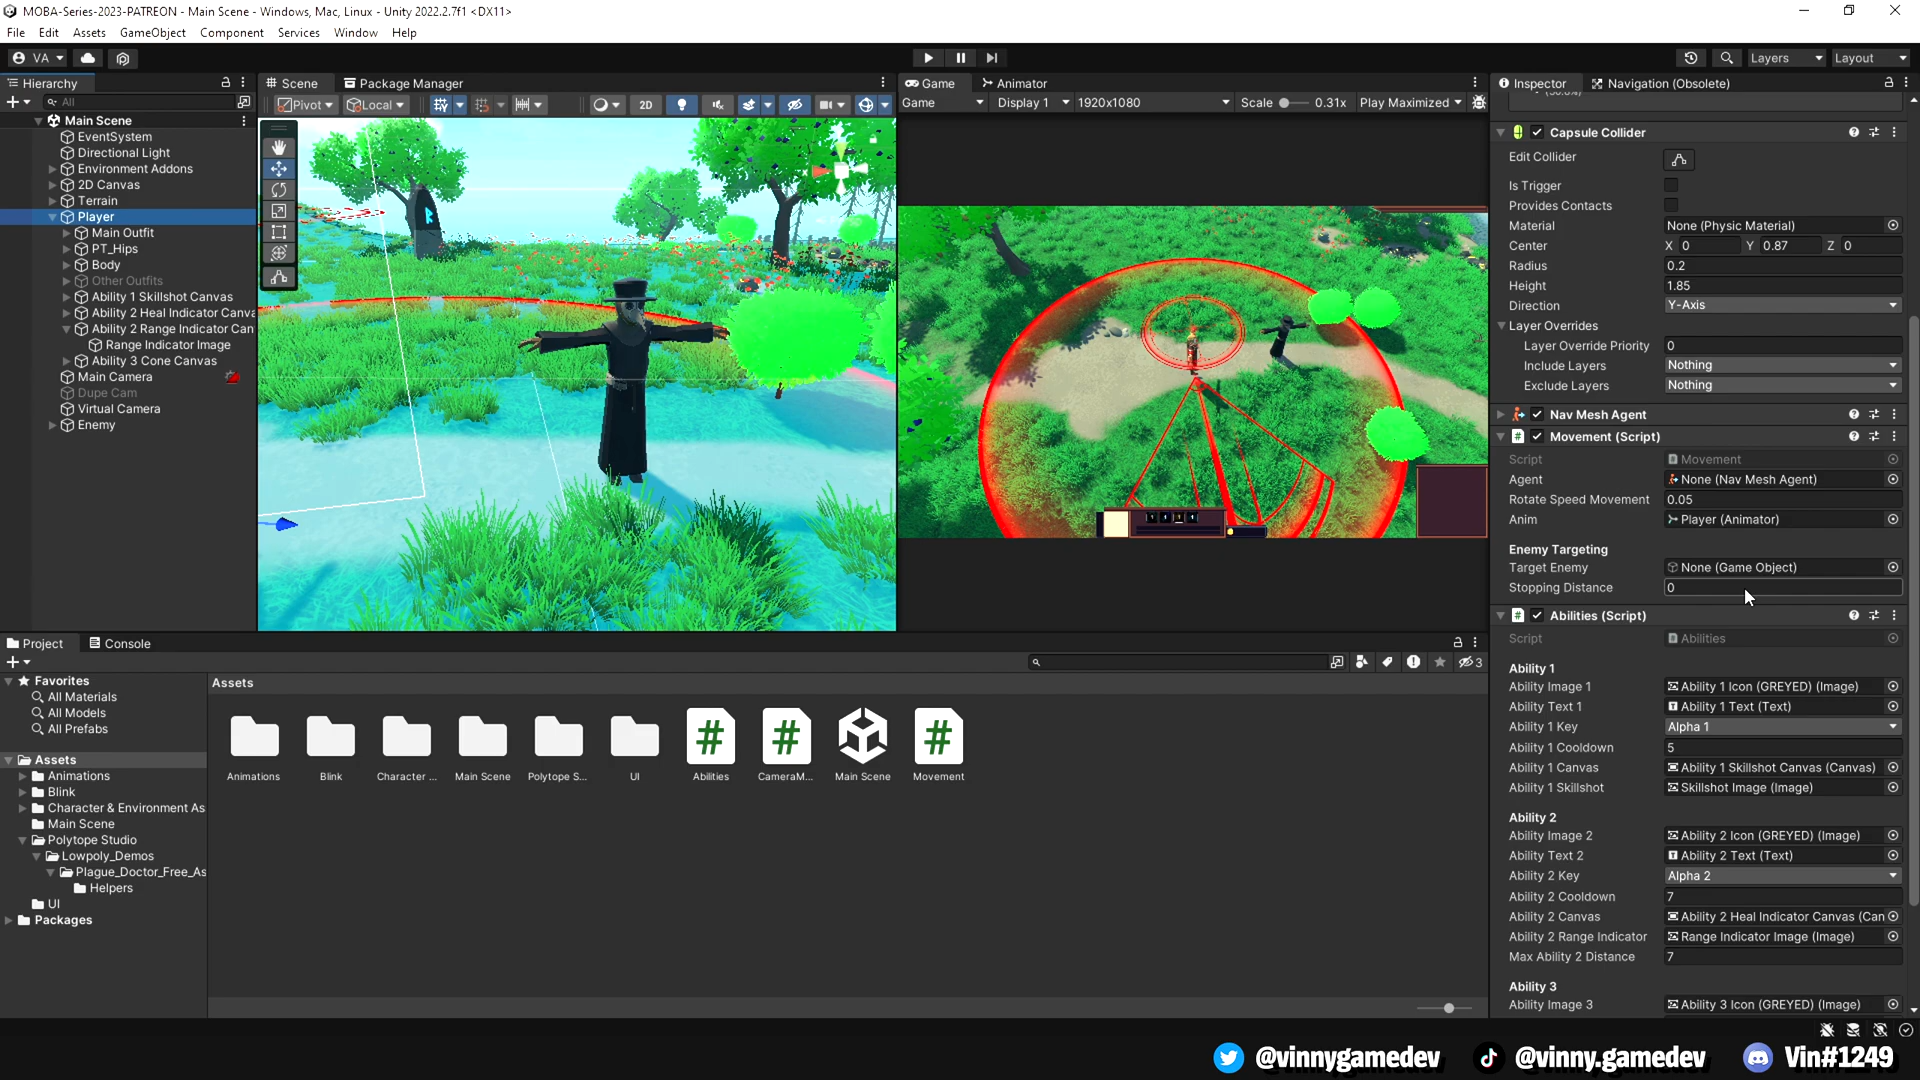 MOBA-Series-2023-PATREON - Main Scene - Windows, Mac, Linux - Unity 2022.2.7f1 <DX11>
File Edit Assets GameObject Component Services Window Help
VA Layers Layout
Hierarchy
All
Main Scene
EventSystem
Directional Light
Environment Addons
2D Canvas
Terrain
Player
Main Outfit
PT_Hips
Body
Other Outfits
Ability 1 Skillshot Canvas
Ability 2 Heal Indicator Canva
Ability 2 Range Indicator Can
Range Indicator Image
Ability 3 Cone Canvas
Main Camera
Dupe Cam
Virtual Camera
Enemy
Scene Package Manager
Pivot Local 2D
Game Animator
Game Display 1 1920x1080 Scale 0.31x Play Maximized
Inspector Navigation (Obsolete)
Capsule Collider
Edit Collider
Is Trigger
Provides Contacts
Material None (Physic Material)
Center X 0 Y 0.87 Z 0
Radius 0.2
Height 1.85
Direction Y-Axis
Layer Overrides
Layer Override Priority 0
Include Layers Nothing
Exclude Layers Nothing
Nav Mesh Agent
# Movement (Script)
Script Movement
Agent None (Nav Mesh Agent)
Rotate Speed Movement 0.05
Anim Player (Animator)
Enemy Targeting
Target Enemy None (Game Object)
Stopping Distance 0
# Abilities (Script)
Script Abilities
Ability 1
Ability Image 1 Ability 1 Icon (GREYED) (Image)
Ability Text 1 Ability 1 Text (Text)
Ability 1 Key Alpha 1
Ability 1 Cooldown 5
Ability 1 Canvas Ability 1 Skillshot Canvas (Canvas)
Ability 1 Skillshot Skillshot Image (Image)
Ability 2
Ability Image 2 Ability 2 Icon (GREYED) (Image)
Ability Text 2 Ability 2 Text (Text)
Ability 2 Key Alpha 2
Ability 2 Cooldown 7
Ability 2 Canvas Ability 2 Heal Indicator Canvas (Can
Ability 2 Range Indicator Range Indicator Image (Image)
Max Ability 2 Distance 7
Ability 3
Ability Image 3 Ability 3 Icon (GREYED) (Image)
Project Console
3
Favorites
All Materials
All Models
All Prefabs
Assets
Animations
Blink
Character & Environment As
Main Scene
Polytope Studio
Lowpoly_Demos
Plague_Doctor_Free_As
Helpers
UI
Packages
Assets
# # #
Animations Blink Character ... Main Scene Polytope S... UI Abilities CameraM... Main Scene Movement
@vinnygamedev @vinny.gamedev Vin#1249